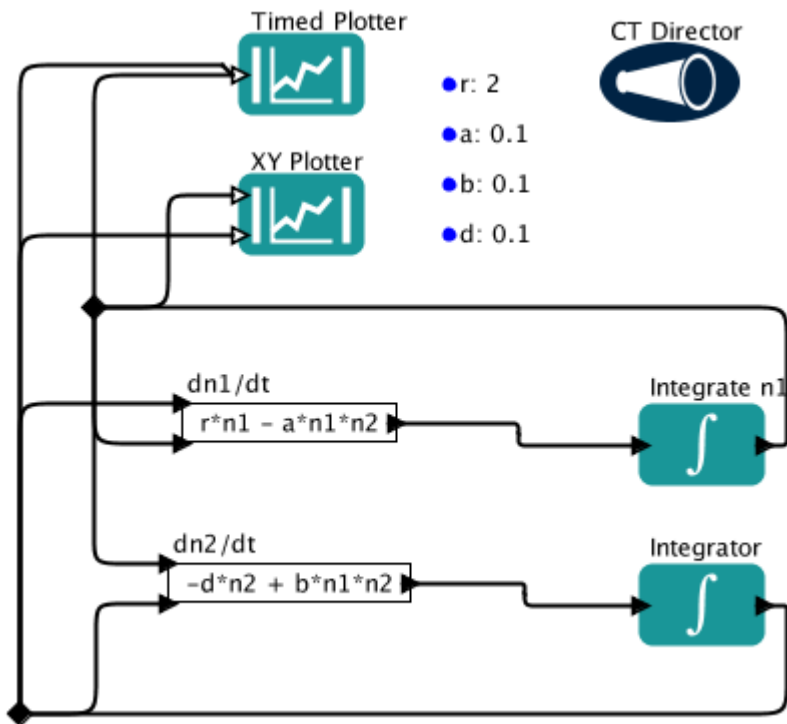 Timed Plotter
CT Director
r: 2
a: 0.1
XY Plotter
b: 0.1
d: 0.1
dn1/dt
Integrate n1
r*n1 - a*n1*n2
∫
dn2/dt
Integrator
-d*n2 + b*n1*n2
∫